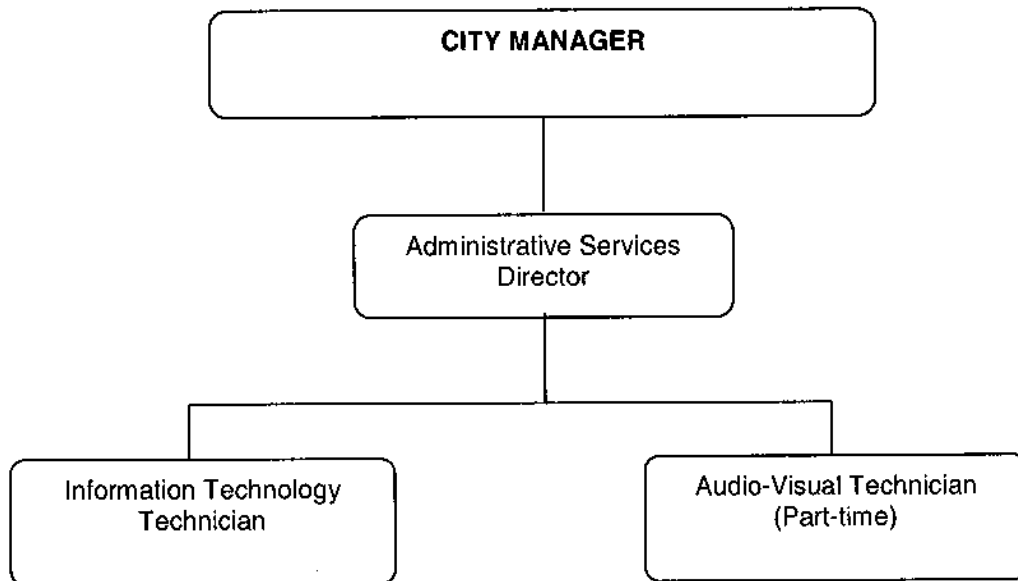 CITY MANAGER
Administrative Services
Director
Information Technology
Technician
Audio-Visual Technician
(Part-time)